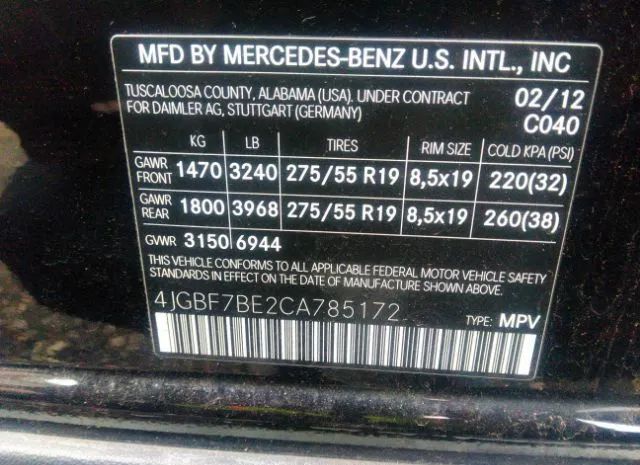 MFD BY MERCEDES-BENZ U.S. INTL., INC
TUSCALOOSA COUNTY, ALABAMA (USA). UNDER CONTRACT 02/12
FOR DAIMLER AG, STUTTGART (GERMANY) C040
KG LB TIRES RIM SIZE COLD KPA (PSI)
GAWR FRONT 1470 3240 275/55 R19 8,5x19 220(32)
GAWR REAR 1800 3968 275/55 R19 8,5x19 260(38)
GVWR 3150 6944
THIS VEHICLE CONFORMS TO ALL APPLICABLE FEDERAL MOTOR VEHICLE SAFETY
STANDARDS IN EFFECT ON THE DATE OF MANUFACTURE SHOWN ABOVE.
4JGBF7BE2CA785172
TYPE: MPV